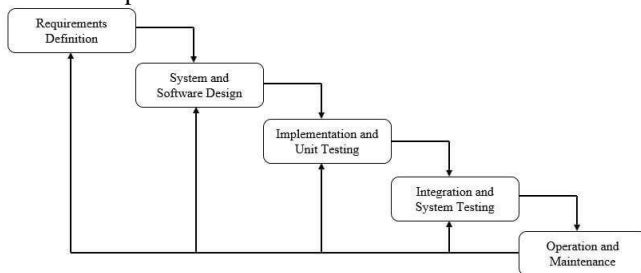 Requirements
Definition
System and
Software Design
Implementation and
Unit Testing
Integration and
System Testing
Operation and
Maintenance